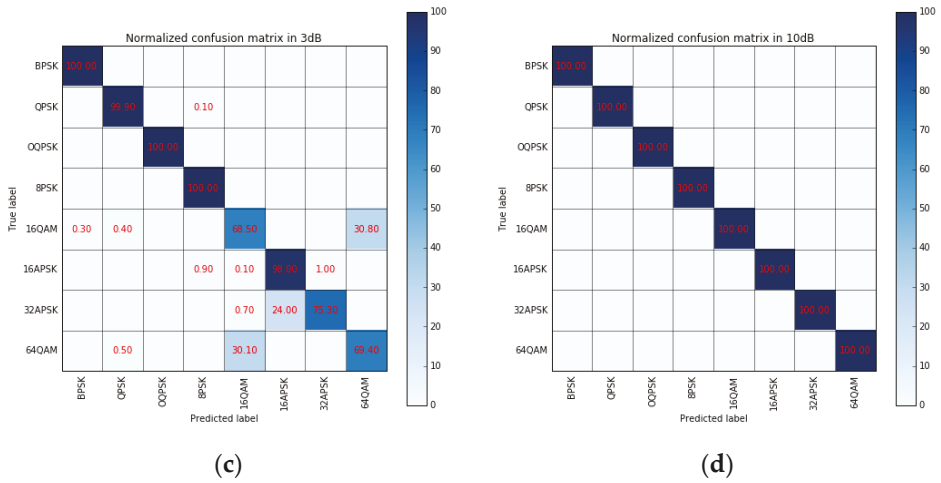 Normalized confusion matrix in 3dB
True label
BPSK 100.00
QPSK 99.90 0.10
OQPSK 100.00
8PSK 100.00
16QAM 0.30 0.40 68.50 30.80
16APSK 0.90 0.10 98.00 1.00
32APSK 0.70 24.00 75.30
64QAM 0.50 30.10 69.40
BPSK QPSK OQPSK 8PSK 16QAM 16APSK 32APSK 64QAM
Predicted label
100
90
80
70
60
50
40
30
20
10
0
(c)
Normalized confusion matrix in 10dB
True label
BPSK 100.00
QPSK 100.00
OQPSK 100.00
8PSK 100.00
16QAM 100.00
16APSK 100.00
32APSK 100.00
64QAM 100.00
BPSK QPSK OQPSK 8PSK 16QAM 16APSK 32APSK 64QAM
Predicted label
100
90
80
70
60
50
40
30
20
10
0
(d)